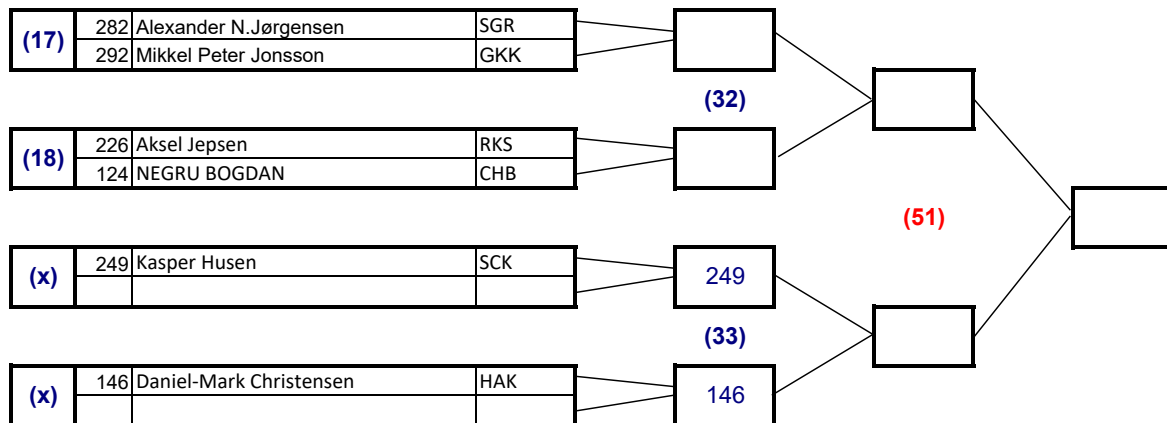 (17) 282 Alexander N.Jørgensen SGR
292 Mikkel Peter Jonsson GKK
(32)
(18) 226 Aksel Jepsen RKS
124 NEGRU BOGDAN CHB
(51)
(x) 249 Kasper Husen SCK 249
(33)
(x) 146 Daniel-Mark Christensen HAK 146